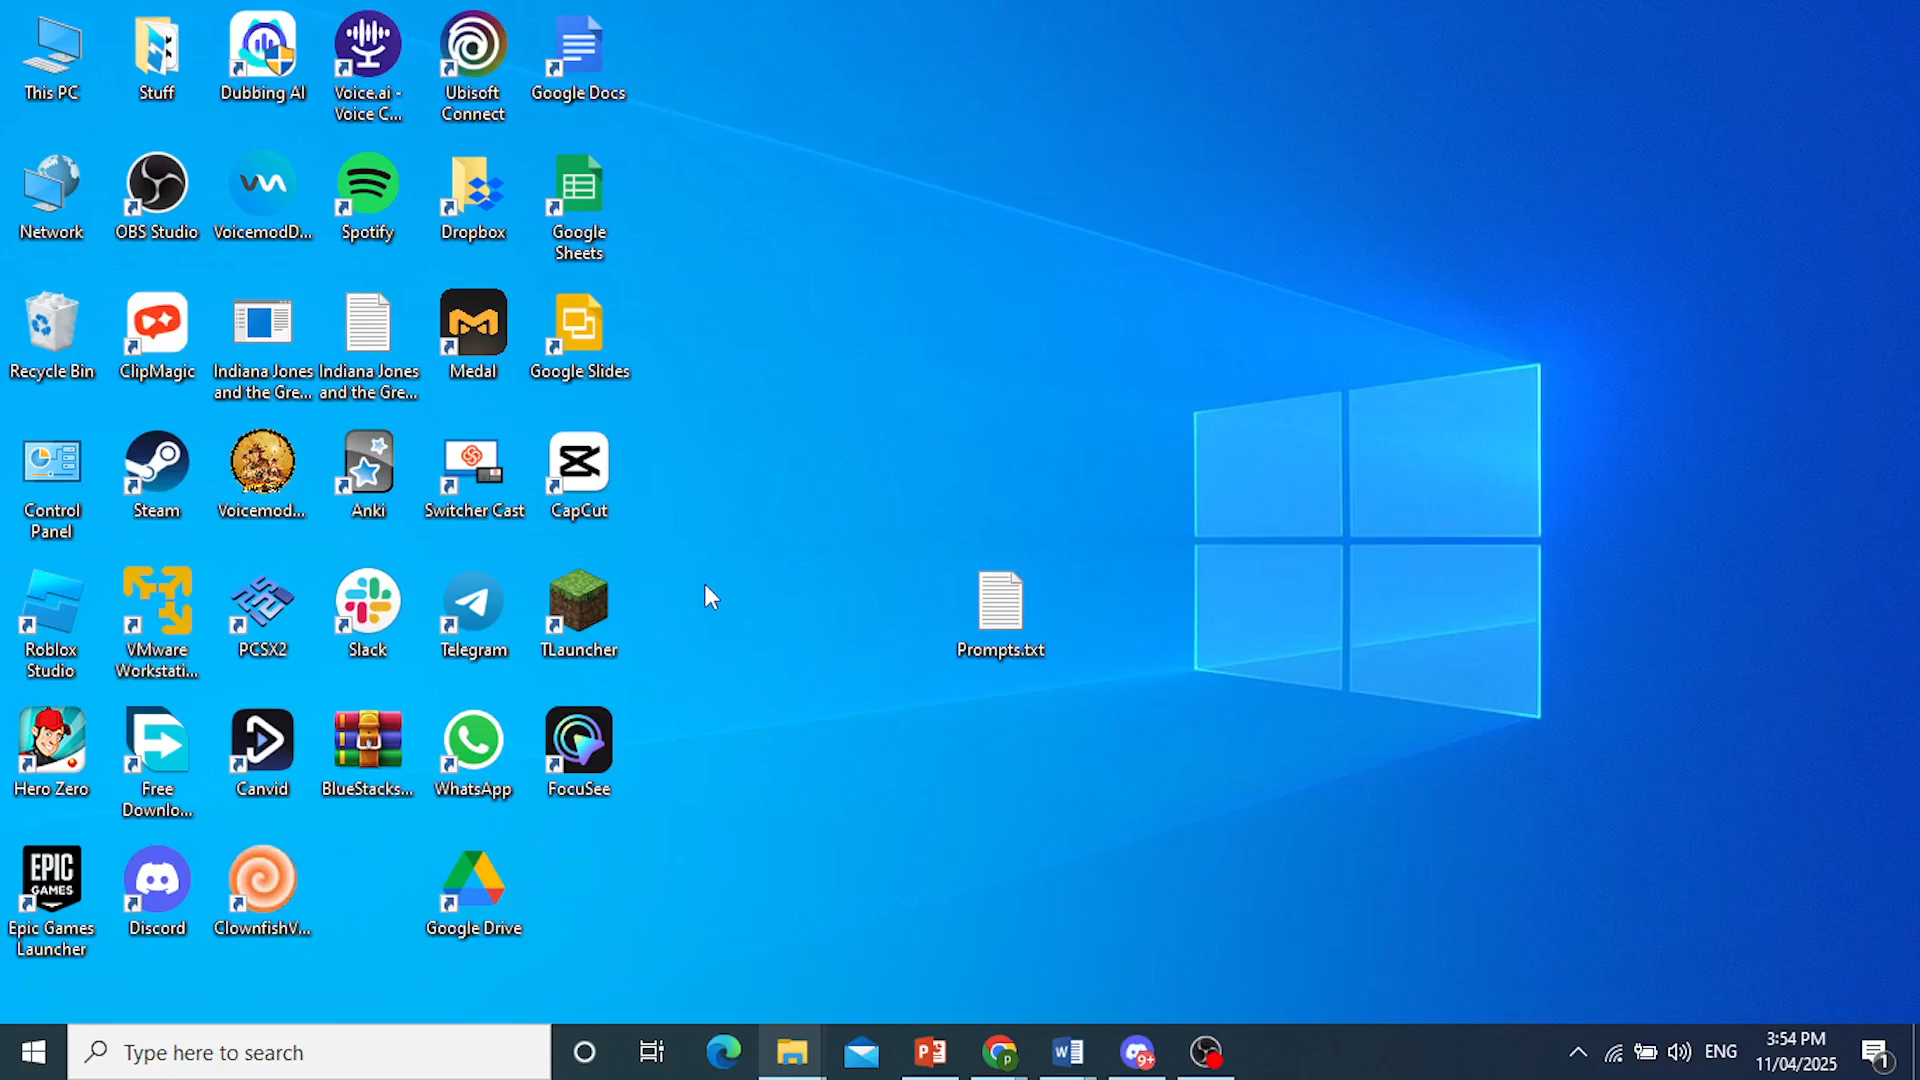 This PC
Stuff
Dubbing AI
Voice.ai -
Voice C...
Ubisoft
Connect
Google Docs
Network
OBS Studio
VoicemodD...
Spotify
Dropbox
Google
Sheets
Recycle Bin
ClipMagic
Indiana Jones
and the Gre...
Indiana Jones
and the Gre...
Medal
Google Slides
Control
Panel
Steam
Voicemod...
Anki
Switcher Cast
CapCut
Roblox
Studio
VMware
Workstati...
PCSX2
Slack
Telegram
TLauncher
Prompts.txt
Hero Zero
Free
Downlo...
Canvid
BlueStacks...
WhatsApp
FocuSee
EPIC
GAMES
Epic Games
Launcher
Discord
ClownfishV...
Google Drive
Type here to search
9+
ENG
3:54 PM
11/04/2025
1